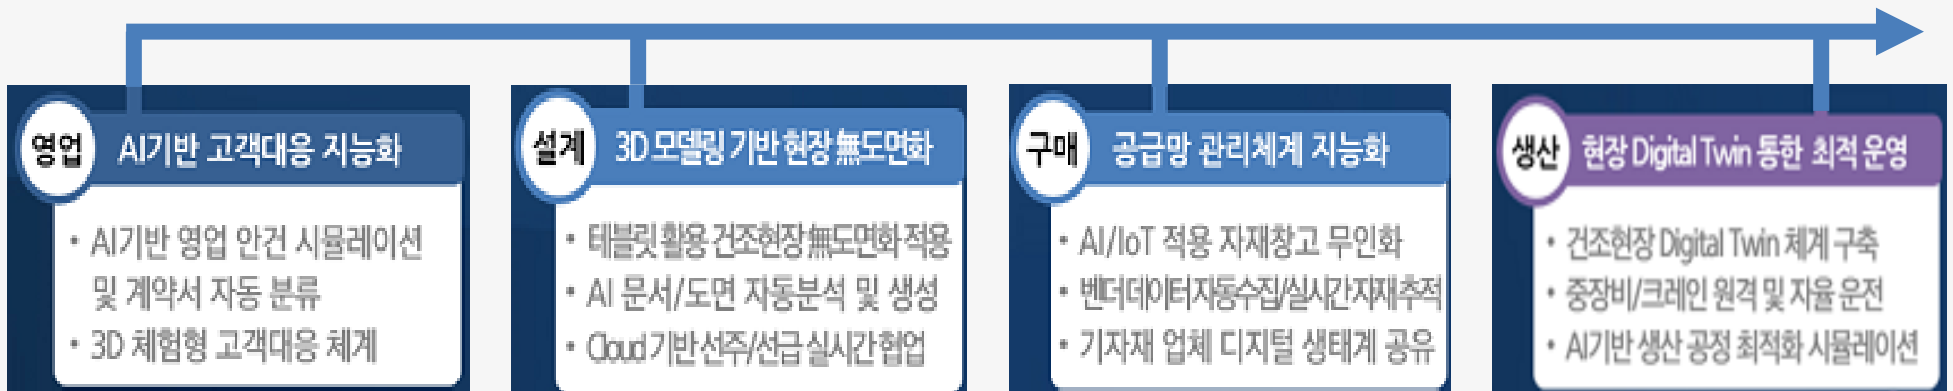 영업 AI기반 고객대응 지능화
• AI기반 영업 안건 시뮬레이션
및 계약서 자동 분류
• 3D 체험형 고객대응 체계
설계 3D 모델링 기반 현장 無도면화
• 테블릿 활용 건조현장 無도면화 적용
• AI 문서/도면 자동분석 및 생성
• Cloud 기반 선주/선급 실시간 협업
구매 공급망 관리체계 지능화
• AI/IoT 적용 자재창고 무인화
• 벤더 데이터 자동수집/실시간 자재추적
• 기자재 업체 디지털 생태계 공유
생산 현장 Digital Twin 통한 최적 운영
• 건조현장 Digital Twin 체계 구축
• 중장비/크레인 원격 및 자율 운전
• AI기반 생산 공정 최적화 시뮬레이션